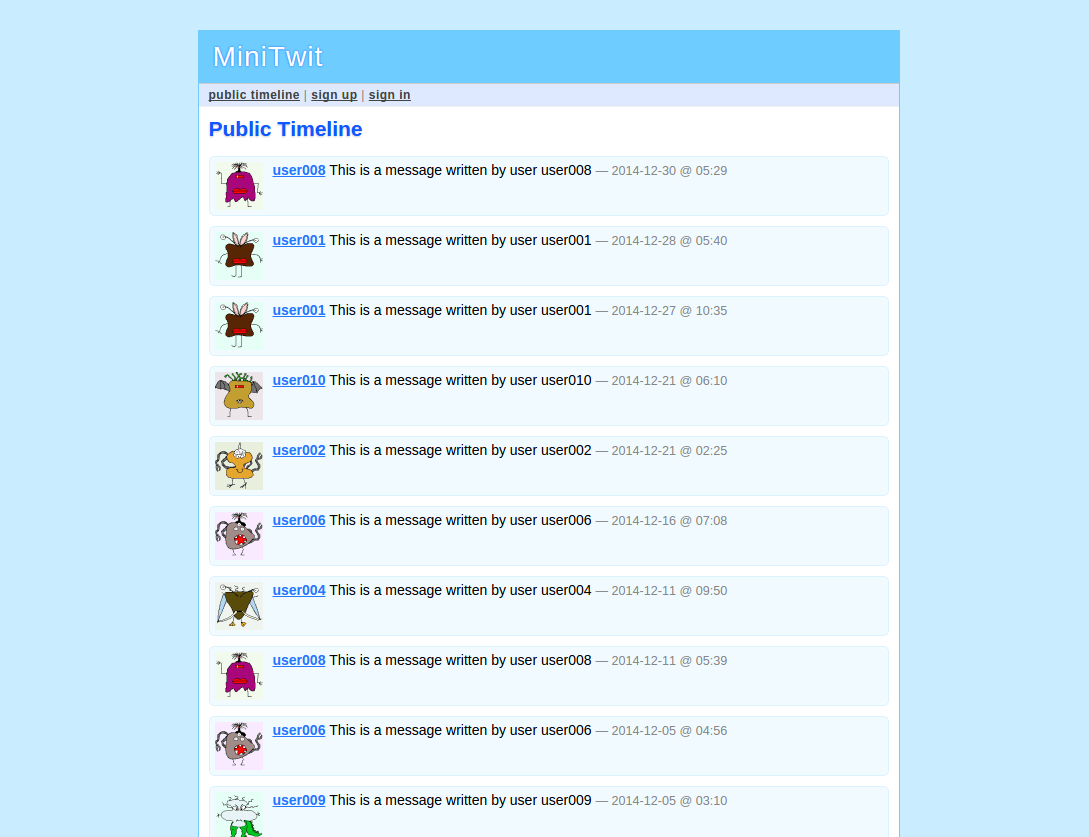 MiniTwit
public timeline | sign up | sign in
Public Timeline
user008 This is a message written by user user008 — 2014-12-30 @ 05:29
user001 This is a message written by user user001 — 2014-12-28 @ 05:40
user001 This is a message written by user user001 — 2014-12-27 @ 10:35
user010 This is a message written by user user010 — 2014-12-21 @ 06:10
user002 This is a message written by user user002 — 2014-12-21 @ 02:25
user006 This is a message written by user user006 — 2014-12-16 @ 07:08
user004 This is a message written by user user004 — 2014-12-11 @ 09:50
user008 This is a message written by user user008 — 2014-12-11 @ 05:39
user006 This is a message written by user user006 — 2014-12-05 @ 04:56
user009 This is a message written by user user009 — 2014-12-05 @ 03:10